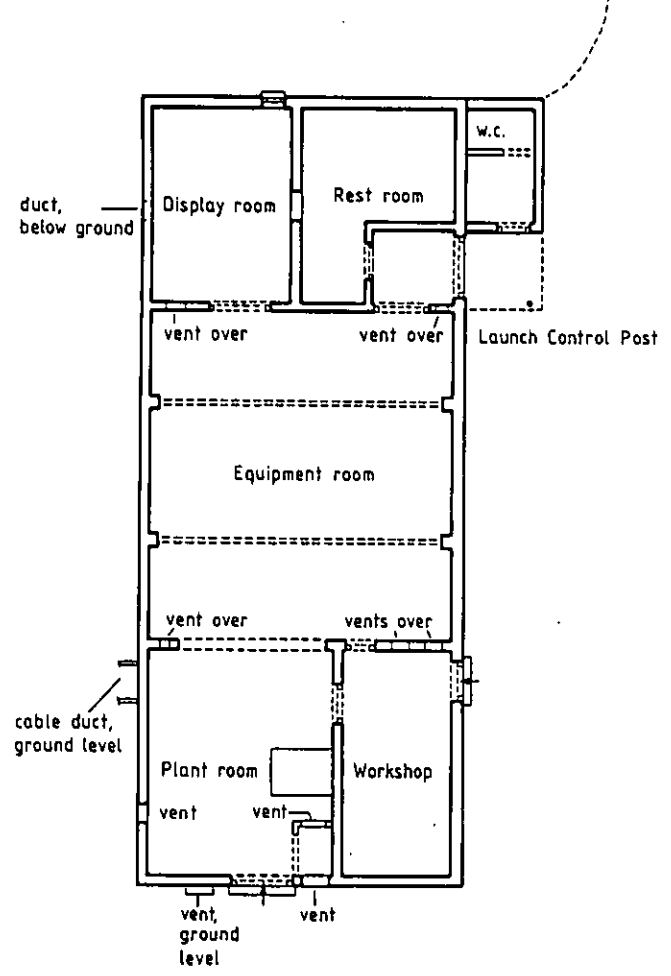 w.c.
Display room
Rest room
duct,
below ground
vent over
vent over
Launch Control Post
Equipment room
vent over
vents over
cable duct,
ground level
Plant room
Workshop
vent
vent
vent,
ground
level
vent